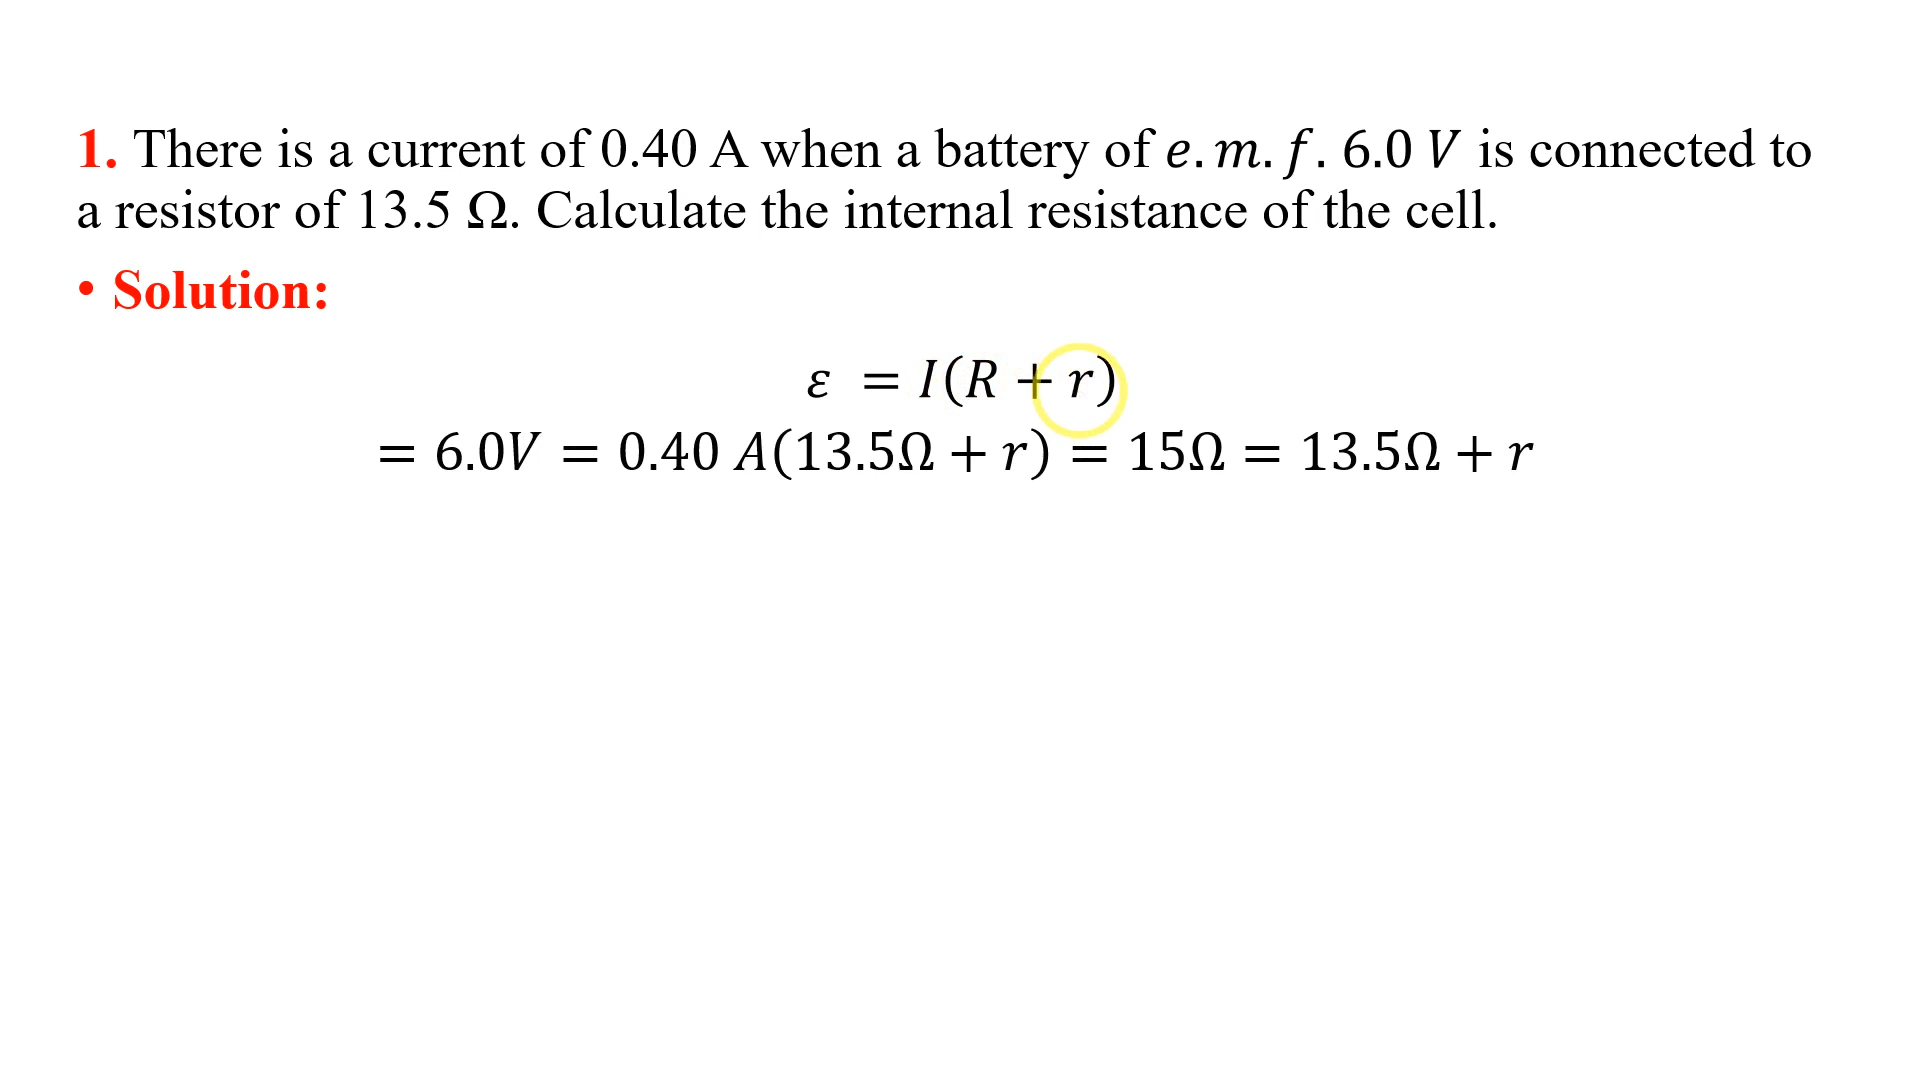 1. There is a current of 0.40 A when a battery of e.m.f. 6.0 V is connected to
a resistor of 13.5 Ω. Calculate the internal resistance of the cell.
• Solution:
ε = I(R + r)
= 6.0V = 0.40 A(13.5Ω + r) = 15Ω = 13.5Ω + r